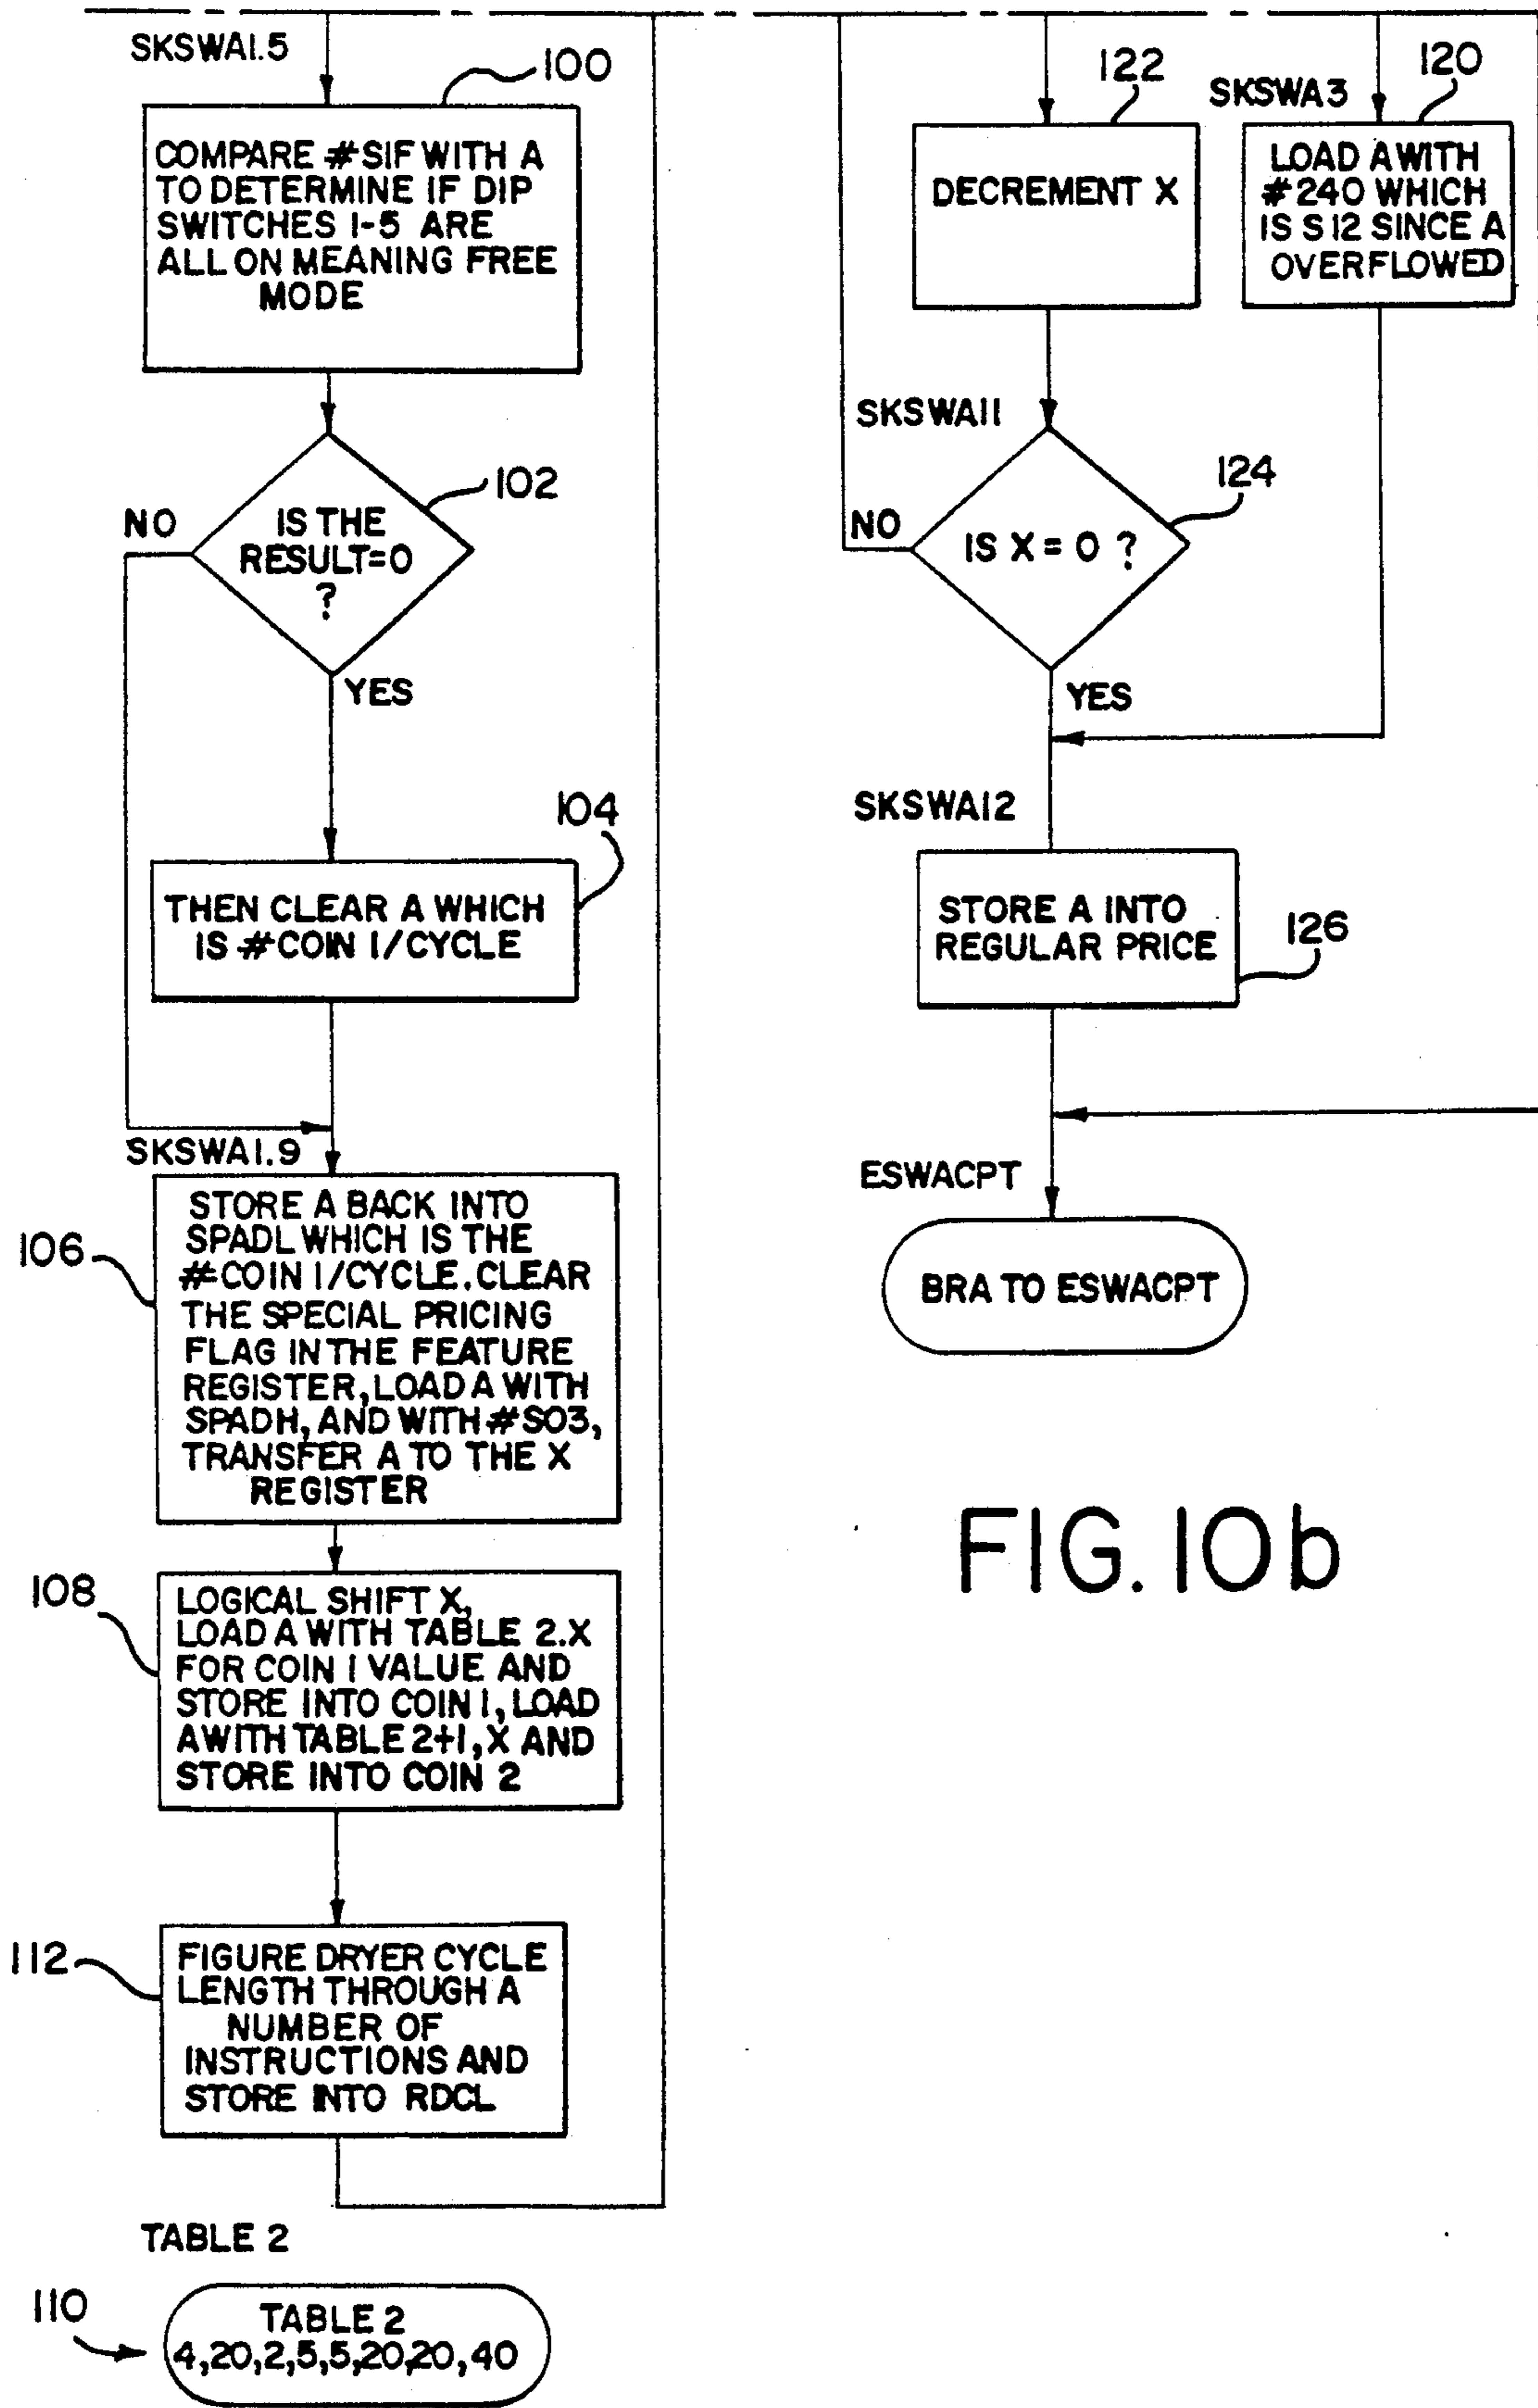 SKSWA1.5
100
COMPARE #SIF WITH A
TO DETERMINE IF DIP
SWITCHES 1-5 ARE
ALL ON MEANING FREE
MODE
102
NO
IS THE
RESULT=0
?
YES
104
THEN CLEAR A WHICH
IS #COIN 1/CYCLE
SKSWA1.9
106
STORE A BACK INTO
SPADL WHICH IS THE
#COIN 1/CYCLE. CLEAR
THE SPECIAL PRICING
FLAG IN THE FEATURE
REGISTER, LOAD A WITH
SPADH, AND WITH #S03,
TRANSFER A TO THE X
REGISTER
108
LOGICAL SHIFT X,
LOAD A WITH TABLE 2.X
FOR COIN 1 VALUE AND
STORE INTO COIN 1, LOAD
A WITH TABLE 2+1, X AND
STORE INTO COIN 2
112
FIGURE DRYER CYCLE
LENGTH THROUGH A
NUMBER OF
INSTRUCTIONS AND
STORE INTO RDCL
TABLE 2
110
TABLE 2
4,20,2,5,5,20,20,40
122
DECREMENT X
SKSWA3
120
LOAD A WITH
#240 WHICH
IS S12 SINCE A
OVERFLOWED
SKSWA11
124
NO
IS X = 0 ?
YES
SKSWA12
STORE A INTO
REGULAR PRICE
126
ESWACPT
BRA TO ESWACPT
FIG. 10b